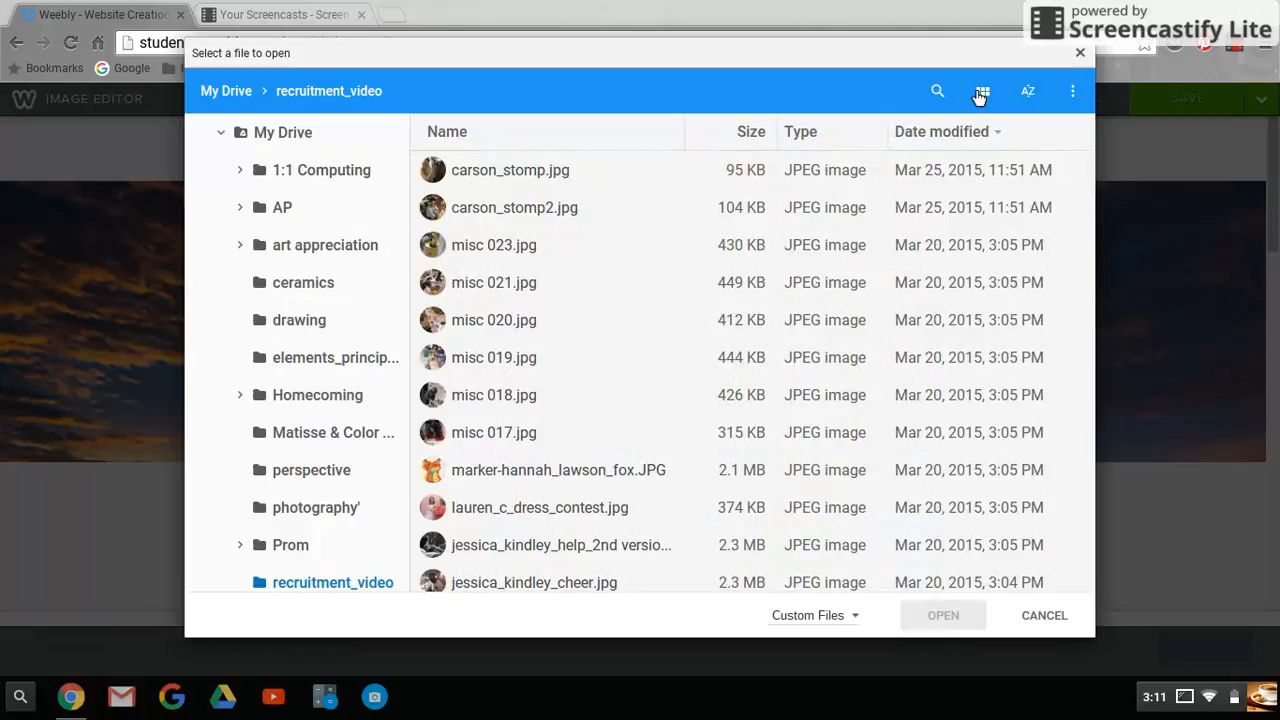 Weebly - Website Creation
Your Screencasts - Screen
powered by
Screencastify Lite
studen
Bookmarks
Google
Select a file to open
My Drive
recruitment_video
IMAGE EDITOR
SAVE
My Drive
Name
Size
Type
Date modified
1:1 Computing
carson_stomp.jpg 95 KB JPEG image Mar 25, 2015, 11:51 AM
AP
carson_stomp2.jpg 104 KB JPEG image Mar 25, 2015, 11:51 AM
art appreciation
misc 023.jpg 430 KB JPEG image Mar 20, 2015, 3:05 PM
ceramics
misc 021.jpg 449 KB JPEG image Mar 20, 2015, 3:05 PM
drawing
misc 020.jpg 412 KB JPEG image Mar 20, 2015, 3:05 PM
elements_princip...
misc 019.jpg 444 KB JPEG image Mar 20, 2015, 3:05 PM
Homecoming
misc 018.jpg 426 KB JPEG image Mar 20, 2015, 3:05 PM
Matisse & Color ...
misc 017.jpg 315 KB JPEG image Mar 20, 2015, 3:05 PM
perspective
marker-hannah_lawson_fox.JPG 2.1 MB JPEG image Mar 20, 2015, 3:05 PM
photography'
lauren_c_dress_contest.jpg 374 KB JPEG image Mar 20, 2015, 3:05 PM
Prom
jessica_kindley_help_2nd versio... 2.3 MB JPEG image Mar 20, 2015, 3:05 PM
recruitment_video
jessica_kindley_cheer.jpg 2.3 MB JPEG image Mar 20, 2015, 3:04 PM
Custom Files
OPEN
CANCEL
3:11